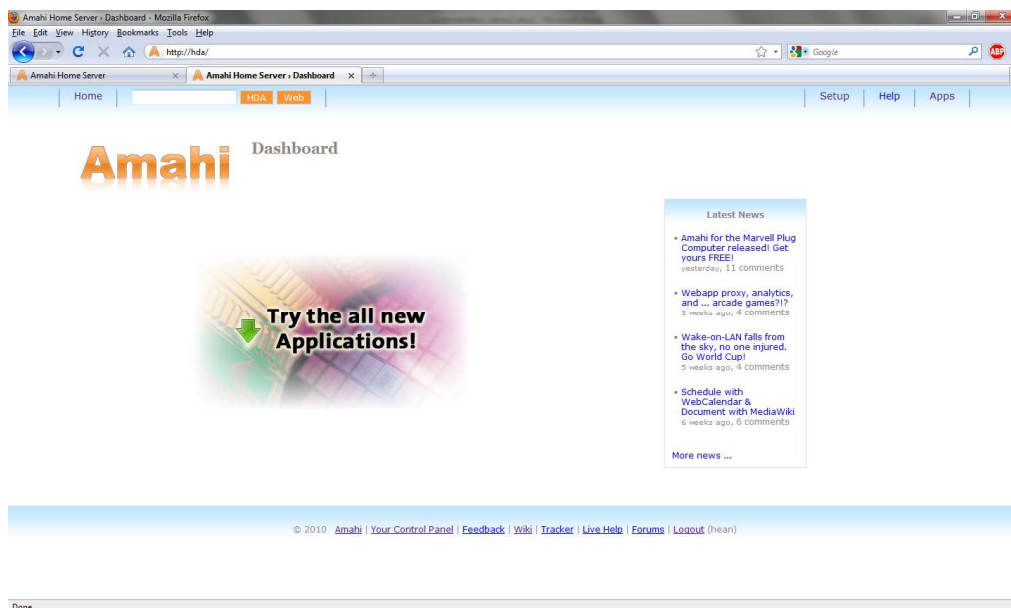 Amahi Home Server › Dashboard - Mozilla Firefox
File Edit View History Bookmarks Tools Help
http://hda/
Google
ABP
Amahi Home Server
Amahi Home Server › Dashboard
Home HDA Web Setup Help Apps
Amahi
Dashboard
Try the all new
Applications!
Latest News
Amahi for the Marvell Plug
Computer released! Get
yours FREE!
yesterday, 11 comments
Webapp proxy, analytics,
and ... arcade games?!?
3 weeks ago, 4 comments
Wake-on-LAN falls from
the sky, no one injured.
Go World Cup!
5 weeks ago, 4 comments
Schedule with
WebCalendar &
Document with MediaWiki
6 weeks ago, 6 comments
More news ...
© 2010 Amahi | Your Control Panel | Feedback | Wiki | Tracker | Live Help | Forums | Logout (hean)
Done